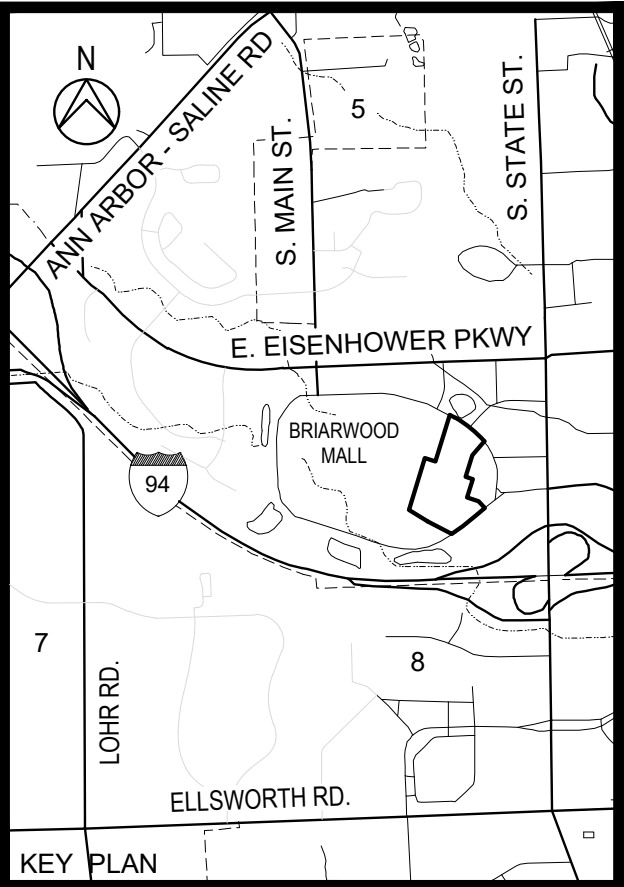 N
ANN ARBOR - SALINE RD
S. MAIN ST.
5
S. STATE ST.
E. EISENHOWER PKWY
BRIARWOOD
MALL
94
7
LOHR RD.
8
ELLSWORTH RD.
KEY PLAN